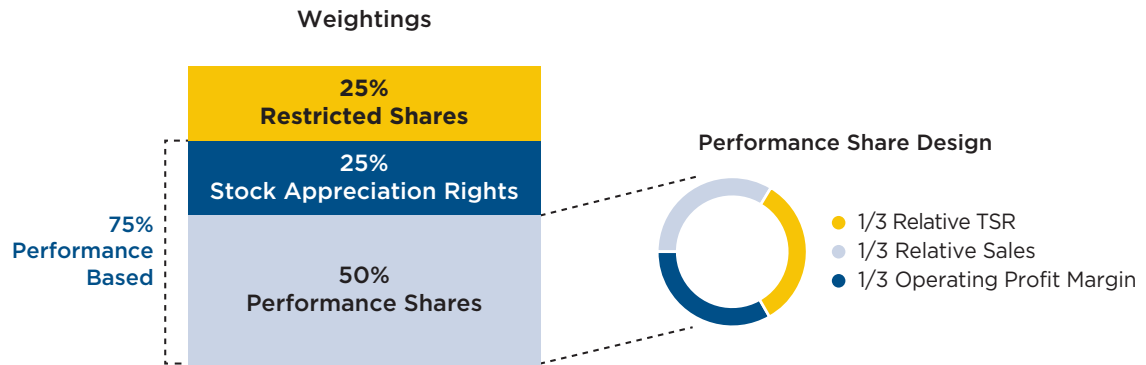 Weightings
25%
Restricted Shares
25%
Stock Appreciation Rights
50%
Performance Shares
75%
Performance
Based
Performance Share Design
1/3 Relative TSR
1/3 Relative Sales
1/3 Operating Profit Margin